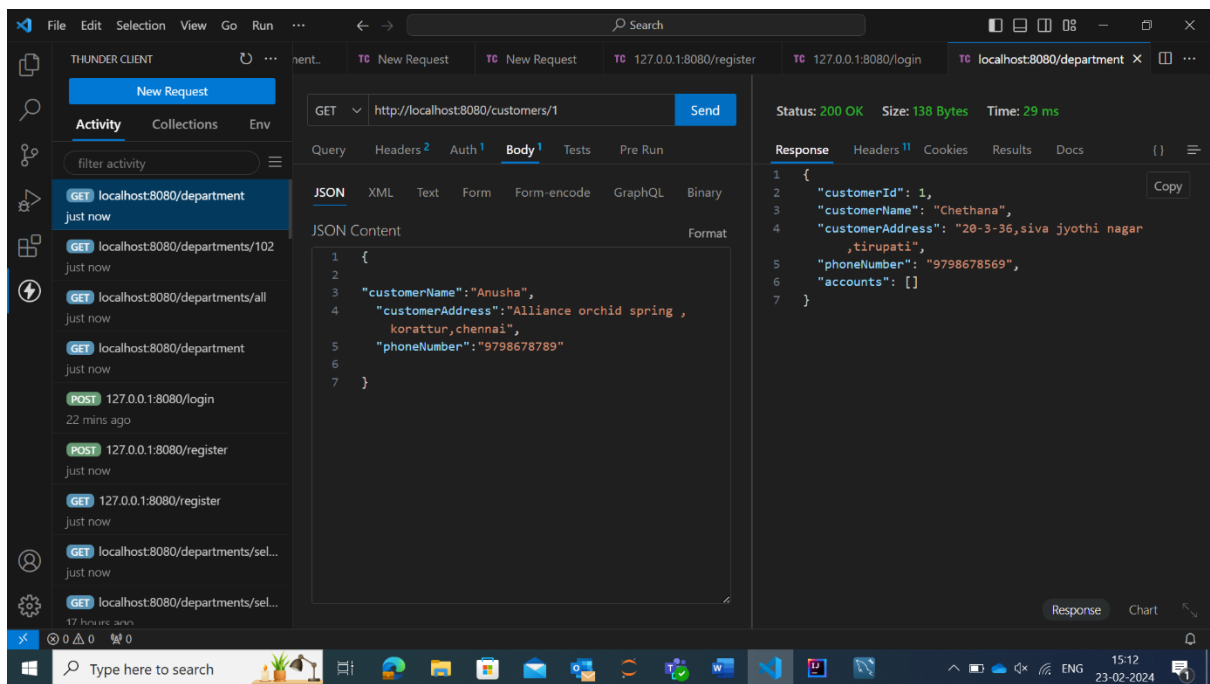 File Edit Selection View Go Run ···
Search
THUNDER CLIENT
New Request
Activity Collections Env
filter activity
GET localhost:8080/department
just now
GET localhost:8080/departments/102
just now
GET localhost:8080/departments/all
just now
GET localhost:8080/department
just now
POST 127.0.0.1:8080/login
22 mins ago
POST 127.0.0.1:8080/register
just now
GET 127.0.0.1:8080/register
just now
GET localhost:8080/departments/sel...
just now
GET localhost:8080/departments/sel...
17 hours ago
nent.. TC New Request TC New Request TC 127.0.0.1:8080/register TC 127.0.0.1:8080/login TC localhost:8080/department
GET http://localhost:8080/customers/1 Send
Query Headers 2 Auth 1 Body 1 Tests Pre Run
JSON XML Text Form Form-encode GraphQL Binary
JSON Content Format
1 {
2
3 "customerName":"Anusha",
4 "customerAddress":"Alliance orchid spring ,
korattur,chennai",
5 "phoneNumber":"9798678789"
6
7 }
Status: 200 OK Size: 138 Bytes Time: 29 ms
Response Headers 11 Cookies Results Docs {}
Copy
1 {
2 "customerId": 1,
3 "customerName": "Chethana",
4 "customerAddress": "20-3-36,siva jyothi nagar
,tirupati",
5 "phoneNumber": "9798678569",
6 "accounts": []
7 }
Response Chart
0 0 0
Type here to search
ENG
15:12
23-02-2024
1